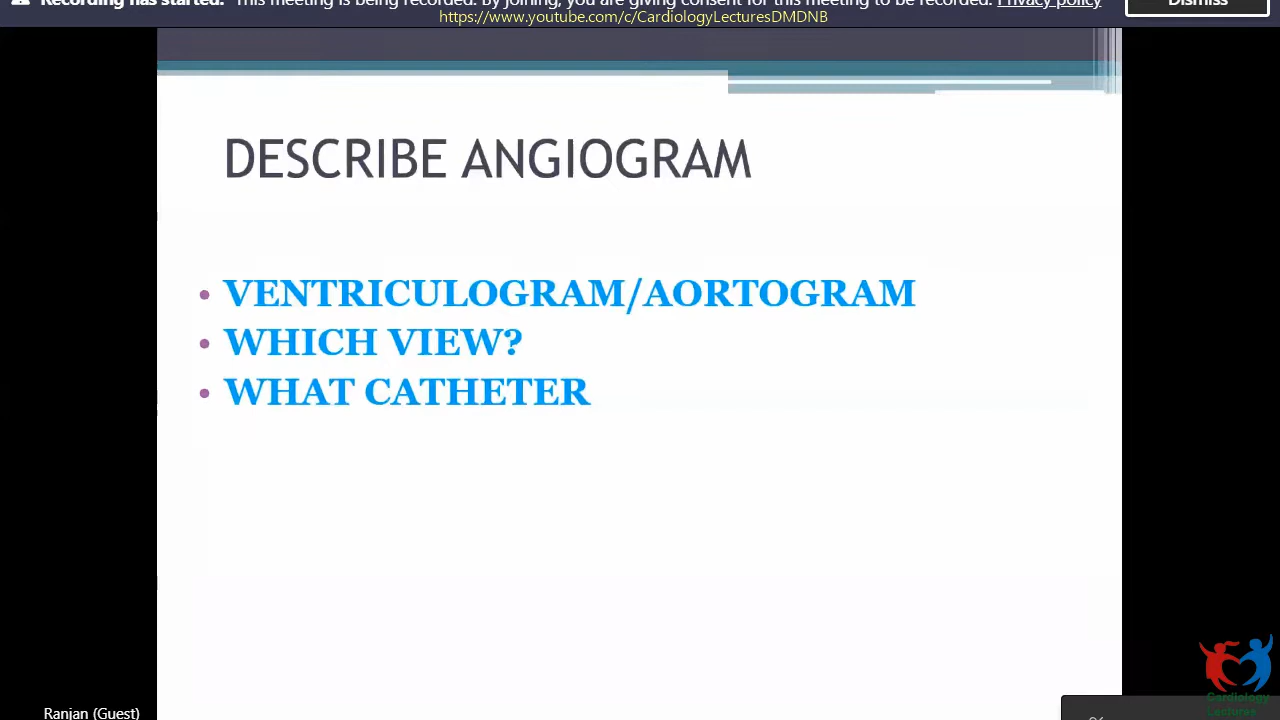 Recording has started. This meeting is being recorded. By joining, you are giving consent for this meeting to be recorded. Privacy policy
Dismiss
https://www.youtube.com/c/CardiologyLecturesDMDNB
DESCRIBE ANGIOGRAM
• VENTRICULOGRAM/AORTOGRAM
• WHICH VIEW?
• WHAT CATHETER
Cardiology
Lectures
Ranjan (Guest)